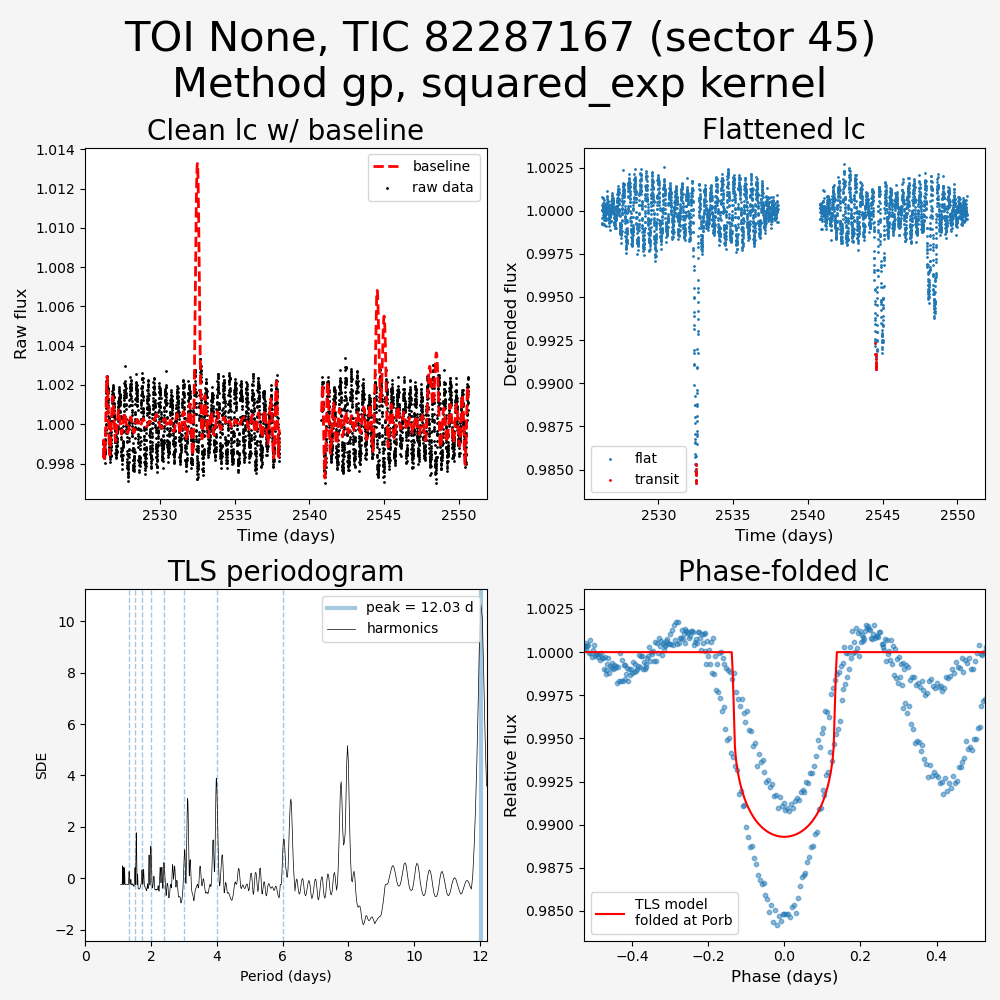 TOI None, TIC 82287167 (sector 45)
Method gp, squared_exp kernel
Clean lc w/ baseline
1.014
1.012
1.010
1.008
1.006
1.004
1.002
1.000
0.998
Raw flux
baseline
raw data
2530
2535
2540
2545
2550
Time (days)
Flattened lc
1.0025
1.0000
0.9975
0.9950
0.9925
0.9900
0.9875
0.9850
Detrended flux
flat
transit
2530
2535
2540
2545
2550
Time (days)
TLS periodogram
10
8
6
4
2
0
−2
SDE
peak = 12.03 d
harmonics
0
2
4
6
8
10
12
Period (days)
Phase-folded lc
1.0025
1.0000
0.9975
0.9950
0.9925
0.9900
0.9875
0.9850
Relative flux
TLS model
folded at Porb
−0.4
−0.2
0.0
0.2
0.4
Phase (days)